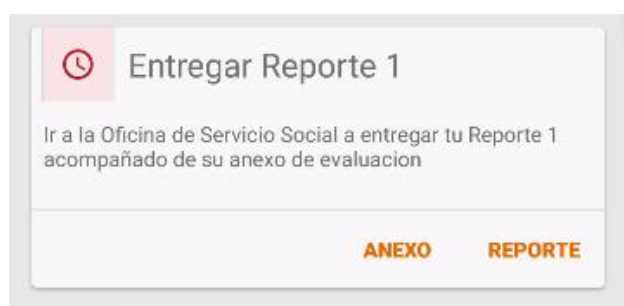 Entregar Reporte 1
Ir a la Oficina de Servicio Social a entregar tu Reporte 1
acompañado de su anexo de evaluacion
ANEXO REPORTE